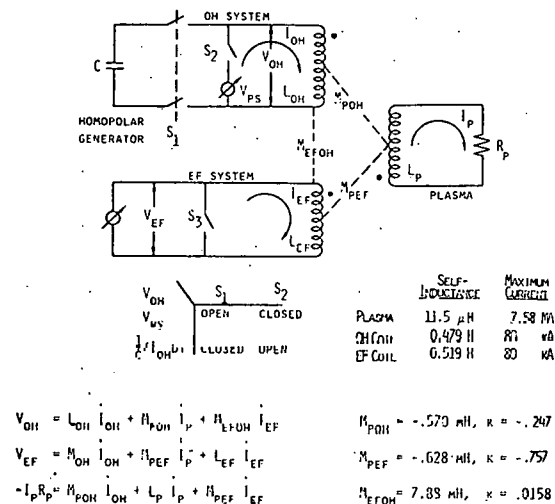 OH SYSTEM
C
S2
V_PS
V_OH
I_OH
L_OH
HOMOPOLAR
GENERATOR
S1
M_POH
M_EFOH
I_P
L_P
R_P
PLASMA
EF SYSTEM
V_EF
S3
I_EF
L_EF
M_PEF
V_OH S1 S2
OPEN CLOSED
CLOSED OPEN
SELF-INDUCTANCE MAXIMUM CURRENT
PLASMA 11.5 μH 7.58 MA
OH COIL 0.479 H 80 kA
EF COIL 0.519 H 80 kA
V_OH = L_OH İ_OH + M_POH İ_P + M_EFOH İ_EF
V_EF = M_OH İ_OH + M_PEF İ_P + L_EF İ_EF
-I_P R_P = M_POH İ_OH + L_P İ_P + M_PEF İ_EF
M_POH = -.570 mH, κ = -.247
M_PEF = -.628 mH, κ = -.757
M_EFOH = 7.88 mH, κ = .0158